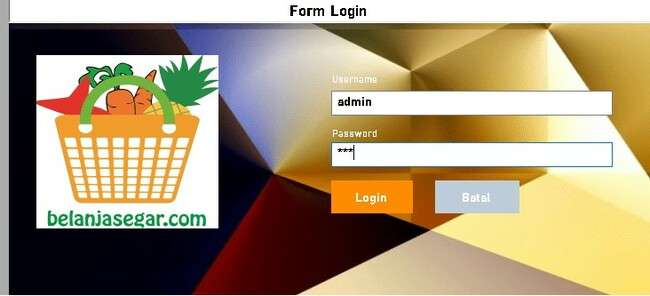 Form Login
Username
admin
Password
***
Login
Batal
belanjasegar.com